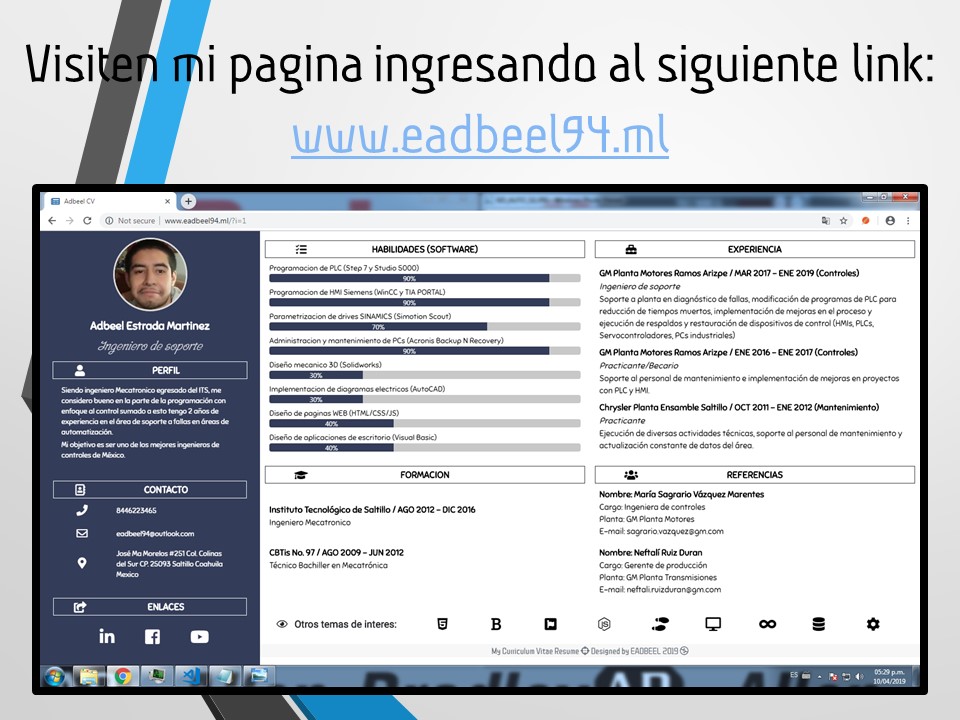 Visiten mi pagina ingresando al siguiente link:
www.eadbeel94.ml
Adbeel CV
Not secure | www.eadbeel94.ml/?i=1
Adbeel Estrada Martinez
Ingeniero de soporte
PERFIL
Siendo ingeniero Mecatronico egresado del ITS, me
considero bueno en la parte de la programación con
enfoque al control sumado a esto tengo 2 años de
experiencia en el área de soporte a fallas en áreas de
automatización.
Mi objetivo es ser uno de los mejores ingenieros de
controles de México.
CONTACTO
8446223465
eadbeel94@outlook.com
José Ma Morelos #251 Col. Colinas
del Sur CP. 25093 Saltillo Coahuila
Mexico
ENLACES
HABILIDADES (SOFTWARE)
Programacion de PLC (Step 7 y Studio 5000)
90%
Programacion de HMI Siemens (WinCC y TIA PORTAL)
90%
Parametrizacion de drives SINAMICS (Simotion Scout)
70%
Administracion y mantenimiento de PC (Acronis Backup N Recovery)
90%
Diseño mecanico 3D (Solidworks)
30%
Implementacion de diagramas electricos (AutoCAD)
30%
Diseño de paginas WEB (HTML/CSS/JS)
40%
Diseño de aplicaciones de escritorio (Visual Basic)
40%
FORMACION
Instituto Tecnológico de Saltillo / AGO 2012 - DIC 2016
Ingeniero Mecatronico
CBTis No. 97 / AGO 2009 - JUN 2012
Técnico Bachiller en Mecatrónica
EXPERIENCIA
GM Planta Motores Ramos Arizpe / MAR 2017 - ENE 2019 (Controles)
Ingeniero de soporte
Soporte a planta en diagnóstico de fallas, modificación de programas de PLC para
reducción de tiempos muertos, implementación de mejoras en el proceso y
ejecución de respaldos y restauración de dispositivos de control (HMIs, PLCs,
Servocontroladores, PCs industriales)
GM Planta Motores Ramos Arizpe / ENE 2016 - ENE 2017 (Controles)
Practicante/Becario
Soporte al personal de mantenimiento e implementación de mejoras en proyectos
con PLC y HMI.
Chrysler Planta Ensamble Saltillo / OCT 2011 - ENE 2012 (Mantenimiento)
Practicante
Ejecución de diversas actividades técnicas, soporte al personal de mantenimiento y
actualización constante de datos del área.
REFERENCIAS
Nombre: María Sagrario Vázquez Marentes
Cargo: Ingeniera de controles
Planta: GM Planta Motores
E-mail: sagrario.vazquez@gm.com
Nombre: Neftalí Ruiz Duran
Cargo: Gerente de producción
Planta: GM Planta Transmisiones
E-mail: neftali.ruizduran@gm.com
Otros temas de interes:
My Curiculum Vitae Resume Designed by EADBEEL 2019
ES
05:29 p.m.
10/04/2019